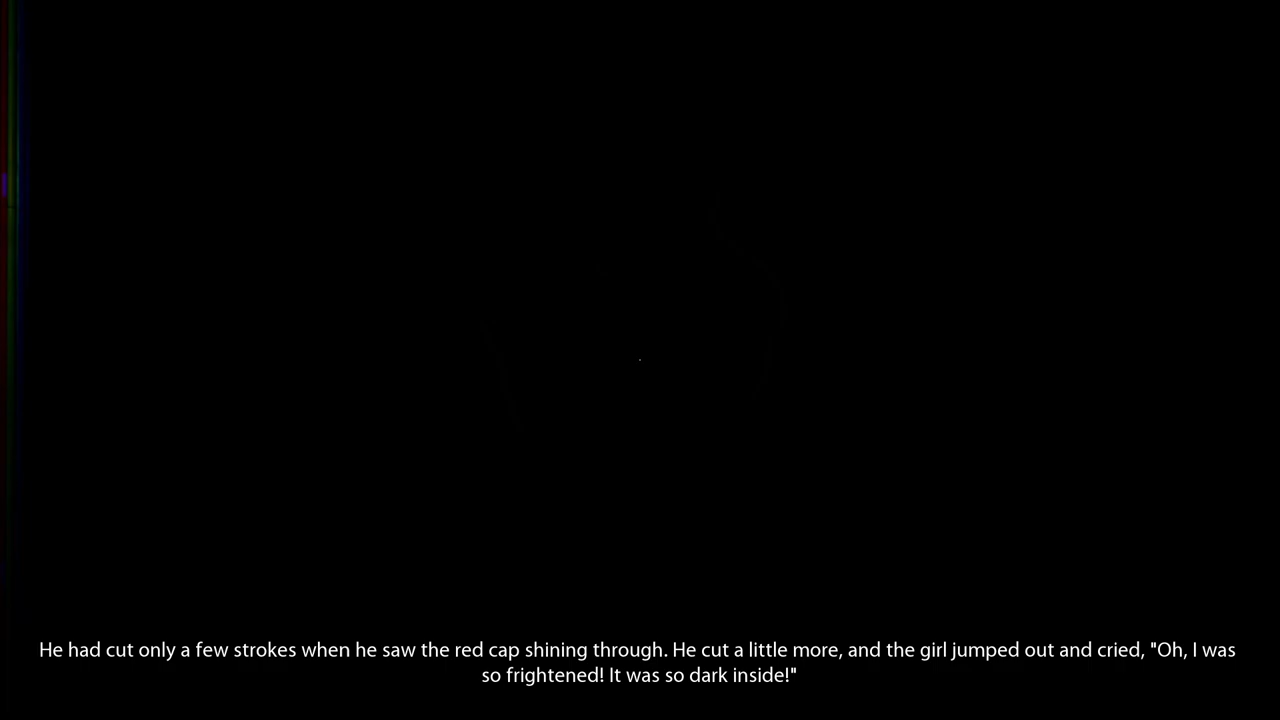 He had cut only a few strokes when he saw the red cap shining through. He cut a little more, and the girl jumped out and cried, "Oh, I was
so frightened! It was so dark inside!"